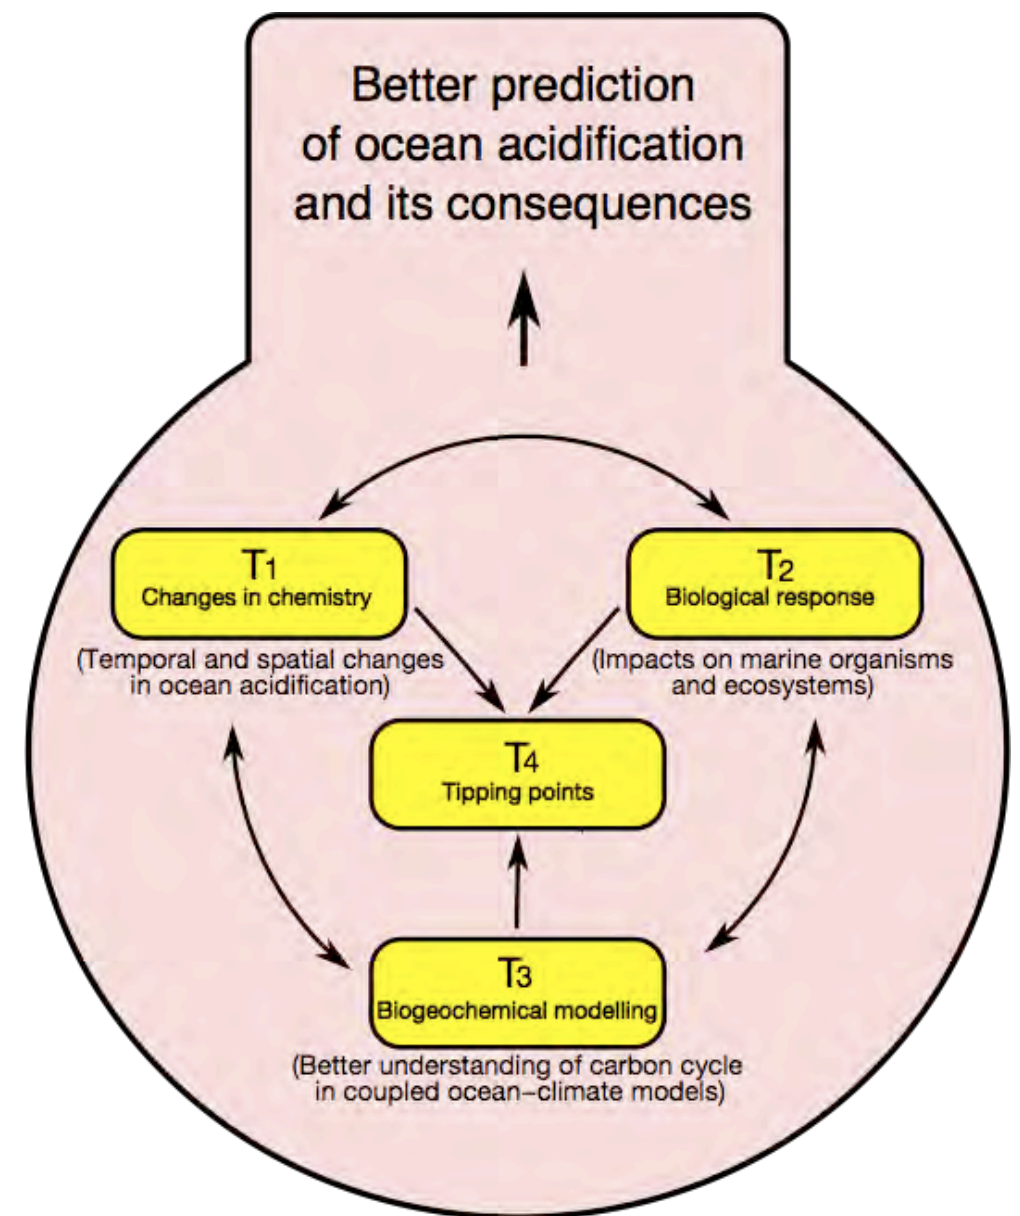 Better prediction
of ocean acidification
and its consequences
T1
Changes in chemistry
(Temporal and spatial changes
in ocean acidification)
T2
Biological response
(Impacts on marine organisms
and ecosystems)
T4
Tipping points
T3
Biogeochemical modelling
(Better understanding of carbon cycle
in coupled ocean–climate models)